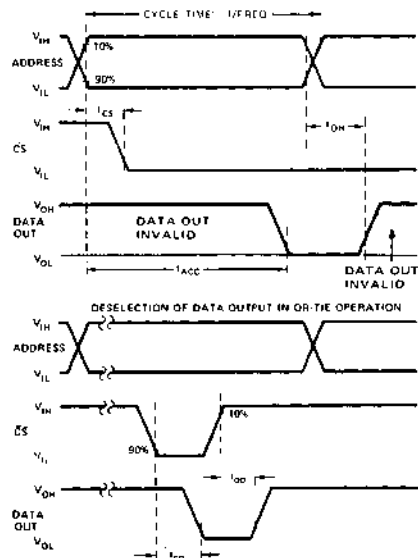 CYCLE TIME 1/FREQ
VIH
10%
ADDRESS
90%
VIL
tCS
VIH
tOH
CS
VIL
VOH
DATA OUT
DATA OUT INVALID
VOL
tACC
DATA OUT INVALID
DESELECTION OF DATA OUTPUT IN OR-TIE OPERATION
VIH
ADDRESS
VIL
VIH
10%
CS
90%
VIL
VOH
DATA OUT
VOL